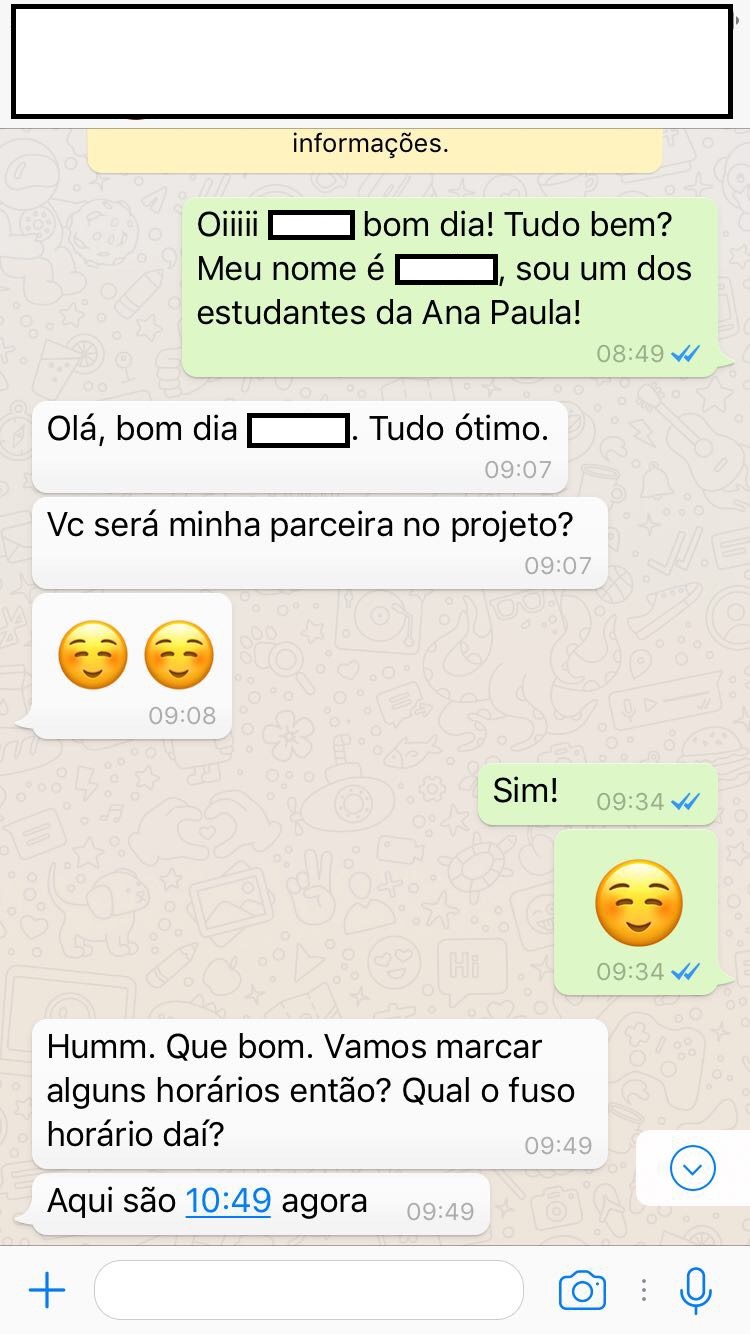 informações.
Oiiiii bom dia! Tudo bem?
Meu nome é , sou um dos
estudantes da Ana Paula!
08:49
Olá, bom dia . Tudo ótimo.
09:07
Vc será minha parceira no projeto?
09:07
09:08
Sim! 09:34
09:34
Humm. Que bom. Vamos marcar
alguns horários então? Qual o fuso
horário daí?
09:49
Aqui são 10:49 agora 09:49